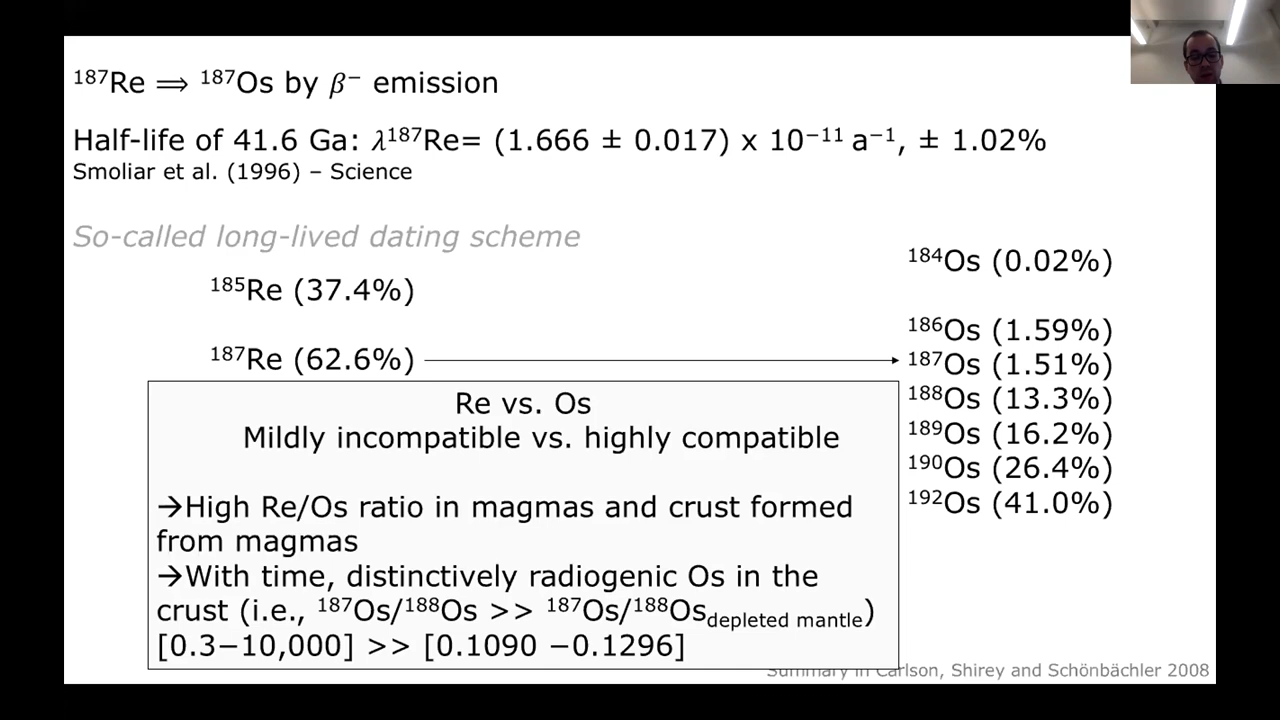 ¹⁸⁷Re ⟹ ¹⁸⁷Os by β⁻ emission
Half-life of 41.6 Ga: λ¹⁸⁷Re= (1.666 ± 0.017) x 10⁻¹¹ a⁻¹, ± 1.02%
Smoliar et al. (1996) – Science
So-called long-lived dating scheme
¹⁸⁴Os (0.02%)
¹⁸⁵Re (37.4%)
¹⁸⁶Os (1.59%)
¹⁸⁷Re (62.6%)
¹⁸⁷Os (1.51%)
¹⁸⁸Os (13.3%)
¹⁸⁹Os (16.2%)
¹⁹⁰Os (26.4%)
¹⁹²Os (41.0%)
Re vs. Os
Mildly incompatible vs. highly compatible
→High Re/Os ratio in magmas and crust formed
from magmas
→With time, distinctively radiogenic Os in the
crust (i.e., ¹⁸⁷Os/¹⁸⁸Os >> ¹⁸⁷Os/¹⁸⁸Os depleted mantle)
[0.3−10,000] >> [0.1090 −0.1296]
Summary in Carlson, Shirey and Schönbächler 2008